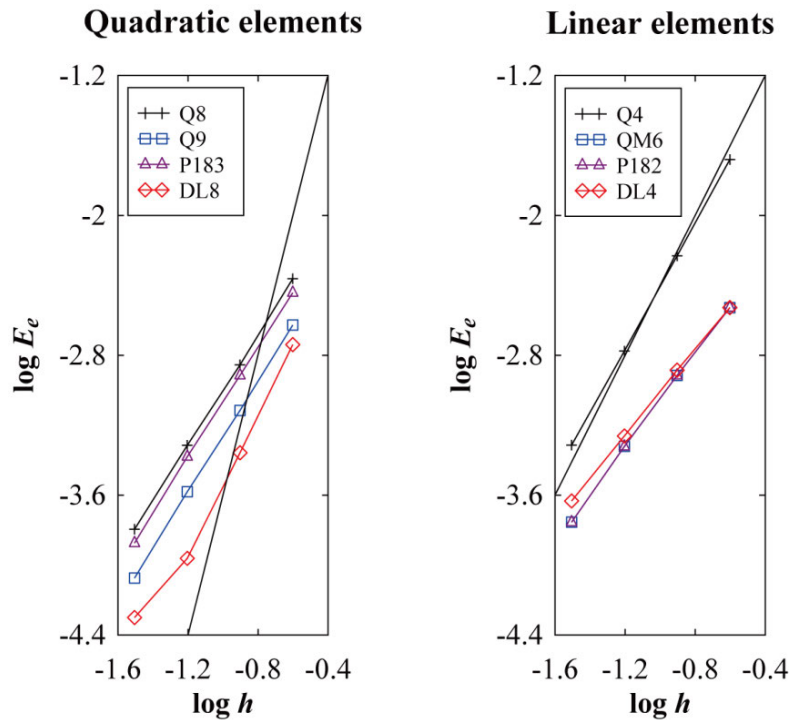 Quadratic elements
-1.2
-2
-2.8
-3.6
-4.4
log Ee
Q8
Q9
P183
DL8
-1.6 -1.2 -0.8 -0.4
log h
Linear elements
-1.2
-2
-2.8
-3.6
-4.4
log Ee
Q4
QM6
P182
DL4
-1.6 -1.2 -0.8 -0.4
log h